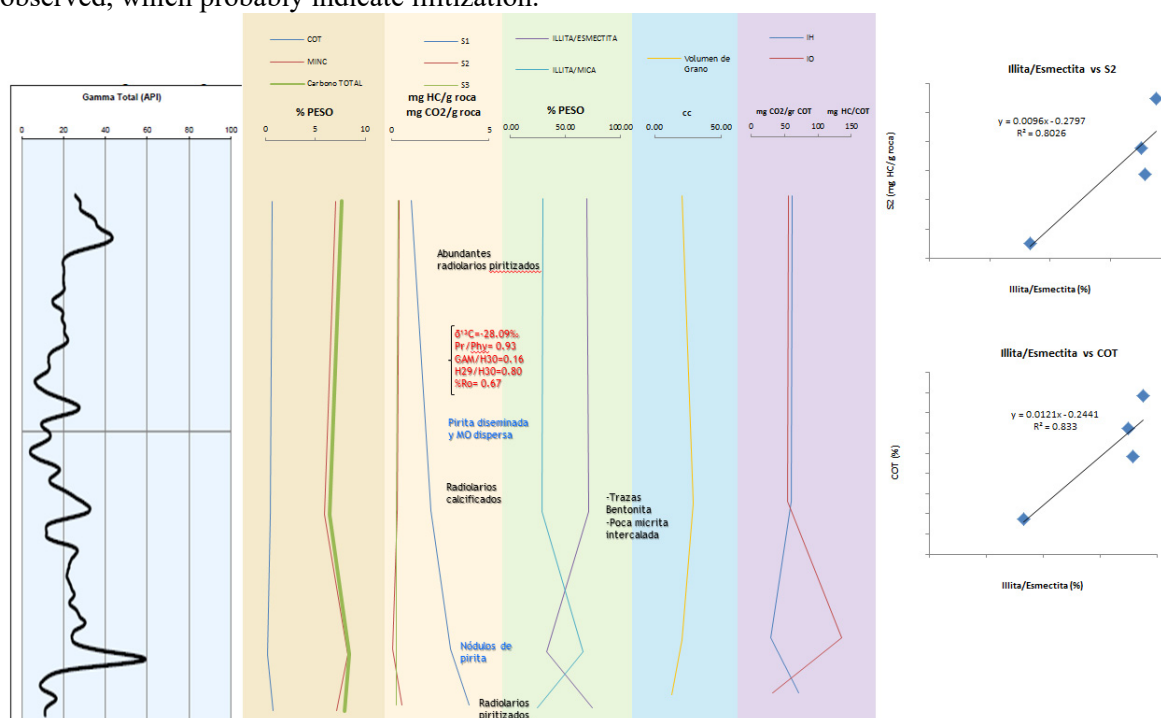 observed, which probably indicate illitization.
Gamma Total (API)
0 20 40 60 80 100
COT
MINC
Carbono TOTAL
% PESO
0 5 10
S1
S2
S3
mg HC/g roca
mg CO2/g roca
0 5
ILLITA/ESMECTITA
ILLITA/MICA
% PESO
0.00 50.00 100.00
Volumen de
Grano
cc
0.00 50.00
IH
IO
mg CO2/gr COT mg HC/COT
0 50 100 150
Abundantes
radiolarios piritizados
δ¹³C=-28.09‰
Pr/Phy= 0.93
GAM/H30=0.16
H29/H30=0.80
%Ro= 0.67
Pirita diseminada
y MO dispersa
Radiolarios
calcificados
-Trazas
Bentonita
-Poca micrita
intercalada
Nódulos de
pirita
Radiolarios
piritizados
Illita/Esmectita vs S2
y = 0.0096x - 0.2797
R² = 0.8026
S2 (mg HC/g roca)
Illita/Esmectita (%)
Illita/Esmectita vs COT
y = 0.0121x - 0.2441
R² = 0.833
COT (%)
Illita/Esmectita (%)